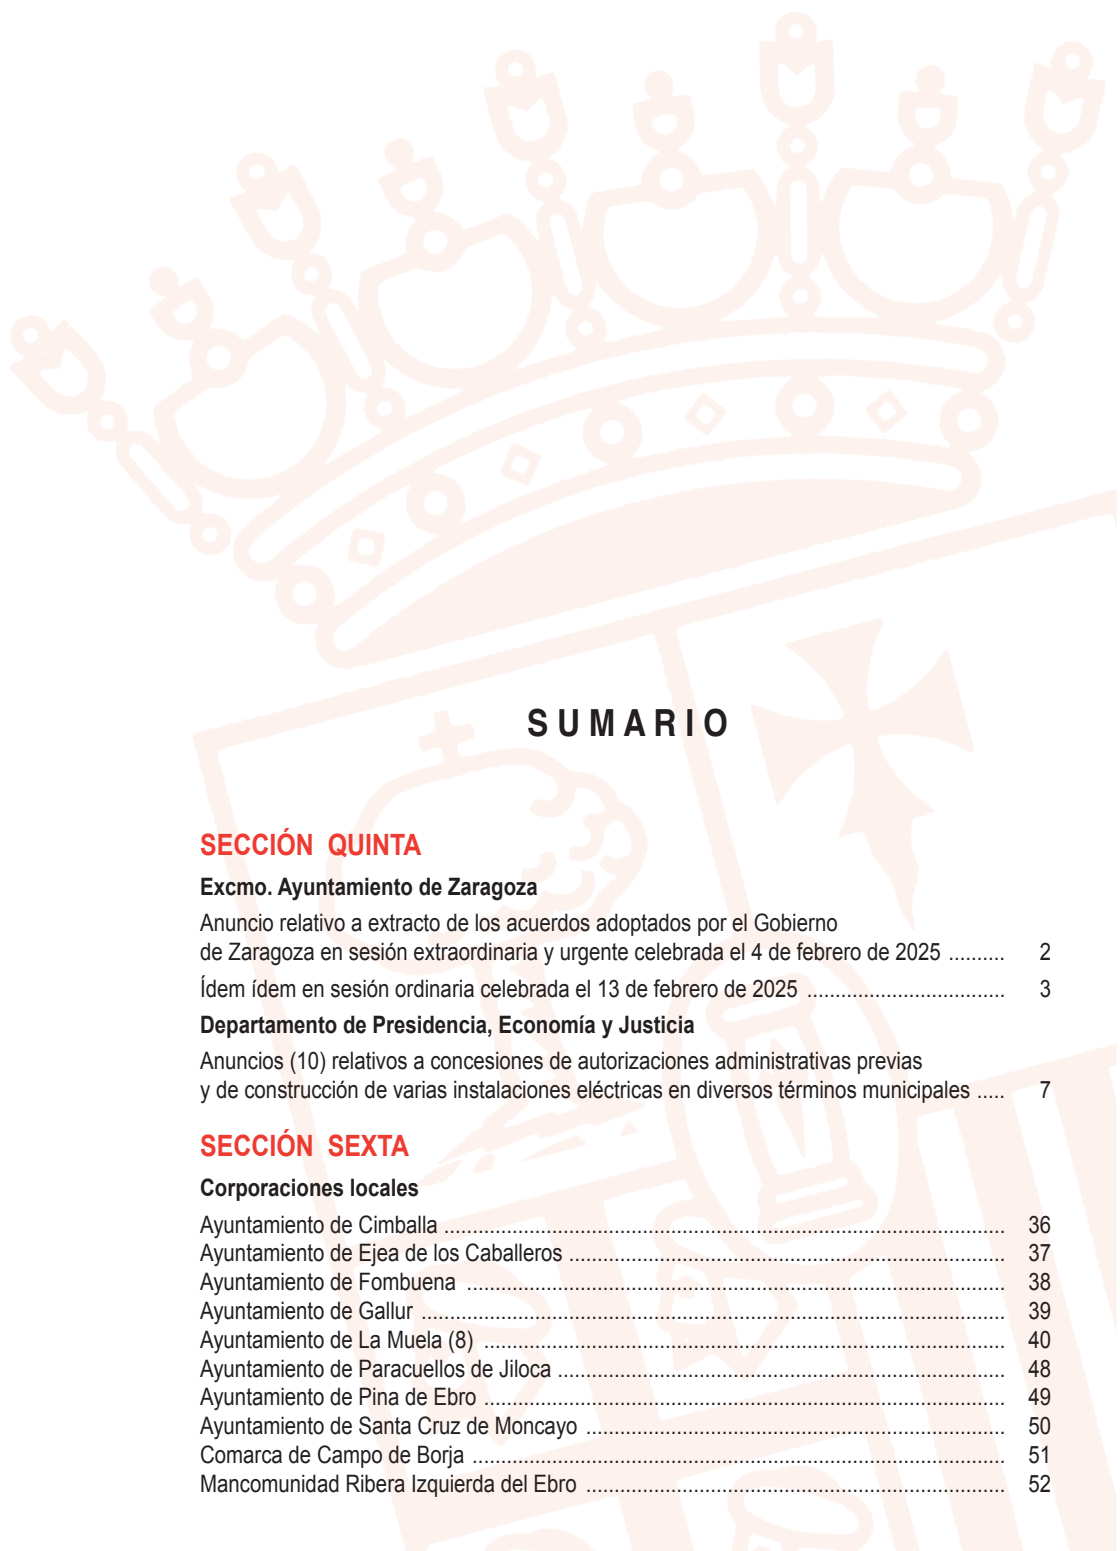 SUMARIO
SECCIÓN QUINTA
Excmo. Ayuntamiento de Zaragoza
Anuncio relativo a extracto de los acuerdos adoptados por el Gobierno
de Zaragoza en sesión extraordinaria y urgente celebrada el 4 de febrero de 2025 .......... 2
Ídem ídem en sesión ordinaria celebrada el 13 de febrero de 2025 ................................... 3
Departamento de Presidencia, Economía y Justicia
Anuncios (10) relativos a concesiones de autorizaciones administrativas previas
y de construcción de varias instalaciones eléctricas en diversos términos municipales ..... 7
SECCIÓN SEXTA
Corporaciones locales
Ayuntamiento de Cimballa ................................................................................................... 36
Ayuntamiento de Ejea de los Caballeros ............................................................................. 37
Ayuntamiento de Fombuena ............................................................................................... 38
Ayuntamiento de Gallur ....................................................................................................... 39
Ayuntamiento de La Muela (8) ............................................................................................ 40
Ayuntamiento de Paracuellos de Jiloca ............................................................................... 48
Ayuntamiento de Pina de Ebro ............................................................................................ 49
Ayuntamiento de Santa Cruz de Moncayo .......................................................................... 50
Comarca de Campo de Borja .............................................................................................. 51
Mancomunidad Ribera Izquierda del Ebro .......................................................................... 52